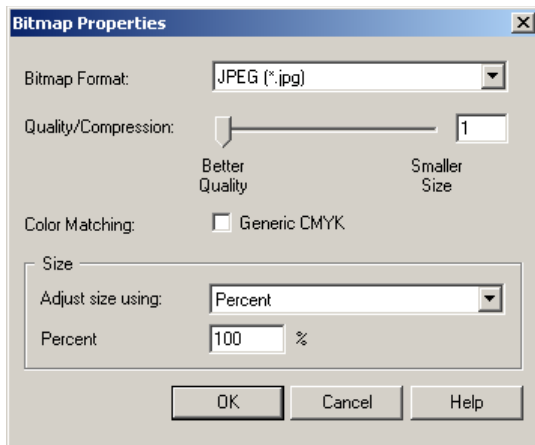 Bitmap Properties
Bitmap Format: JPEG (*.jpg)
Quality/Compression: 1
Better Quality
Smaller Size
Color Matching: Generic CMYK
Size
Adjust size using: Percent
Percent 100 %
OK Cancel Help